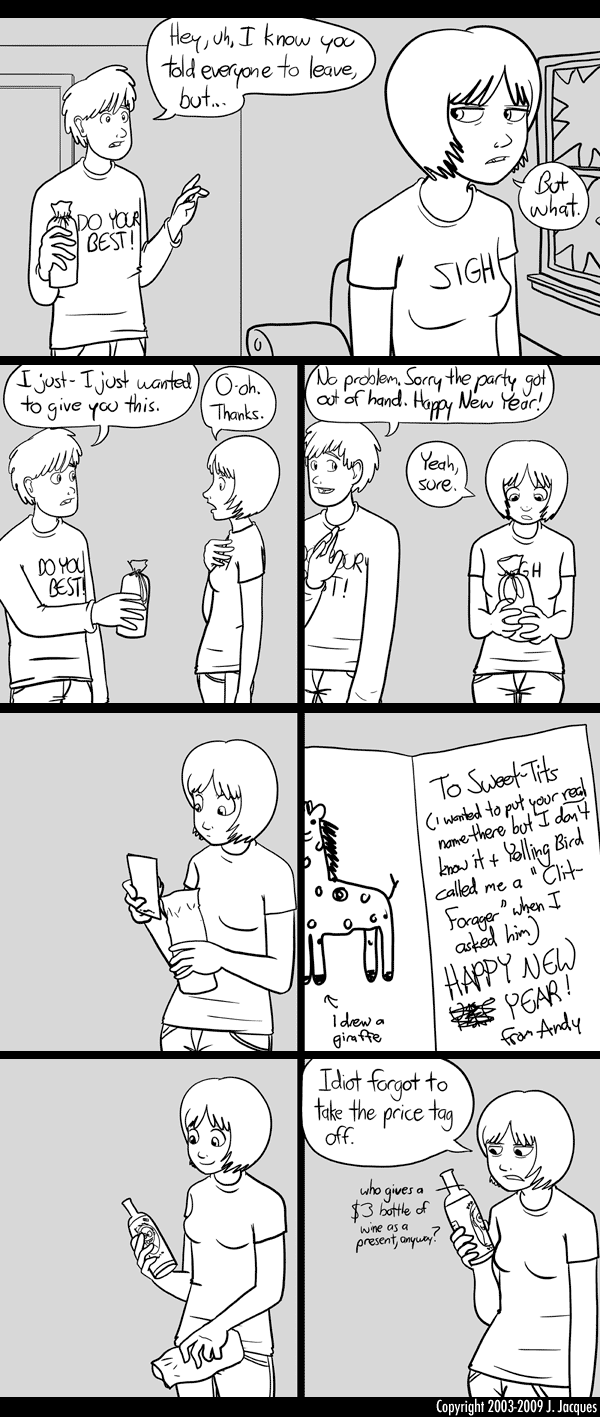 Hey, uh, I know you
told everyone to leave,
but...
DO YOUR
BEST!
But
what.
SIGH
I just- I just wanted
to give you this.
O-oh.
Thanks.
DO YOU
BEST!
No problem. Sorry the party got
out of hand. Happy New Year!
Yeah,
sure.
OUR
T!
GH
To Sweet-Tits
(I wanted to put your real
name there but I don't
know it + Yelling Bird
called me a "Clit-
Forager" when I
asked him)
HAPPY NEW
YEAR!
from Andy
I drew a
giraffe
Idiot forgot to
take the price tag
off.
who gives a
$3 bottle of
wine as a
present, anyway?
Copyright 2003-2009 J. Jacques